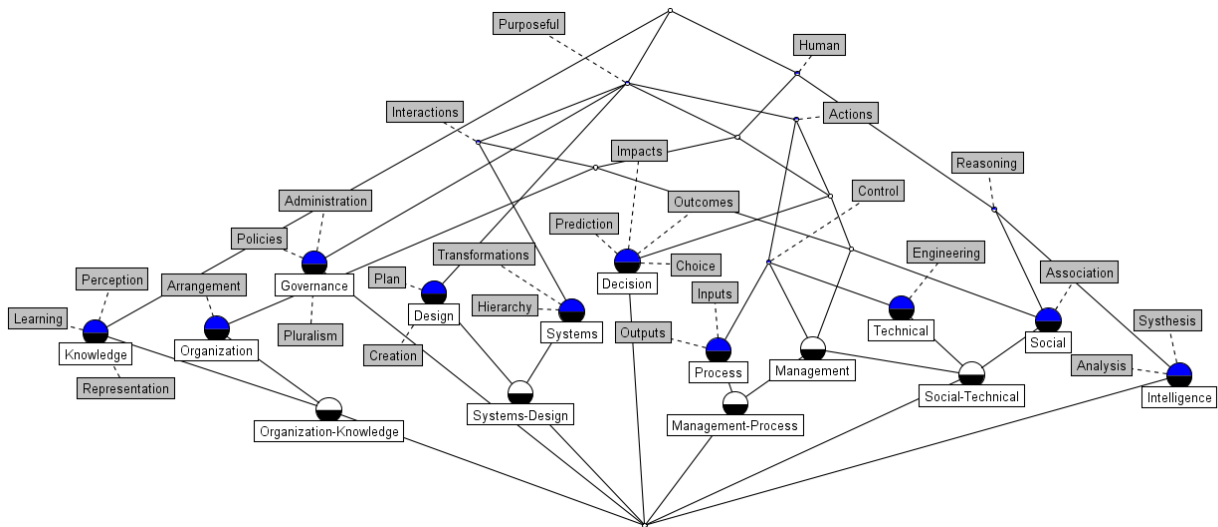 Purposeful
Human
Interactions
Actions
Impacts
Reasoning
Control
Administration
Outcomes
Prediction
Policies
Transformations
Engineering
Perception
Plan
Choice
Association
Arrangement
Governance
Decision
Inputs
Learning
Hierarchy
Design
Systems
Technical
Systhesis
Outputs
Pluralism
Social
Knowledge
Organization
Creation
Process
Management
Analysis
Representation
Systems-Design
Social-Technical
Intelligence
Organization-Knowledge
Management-Process